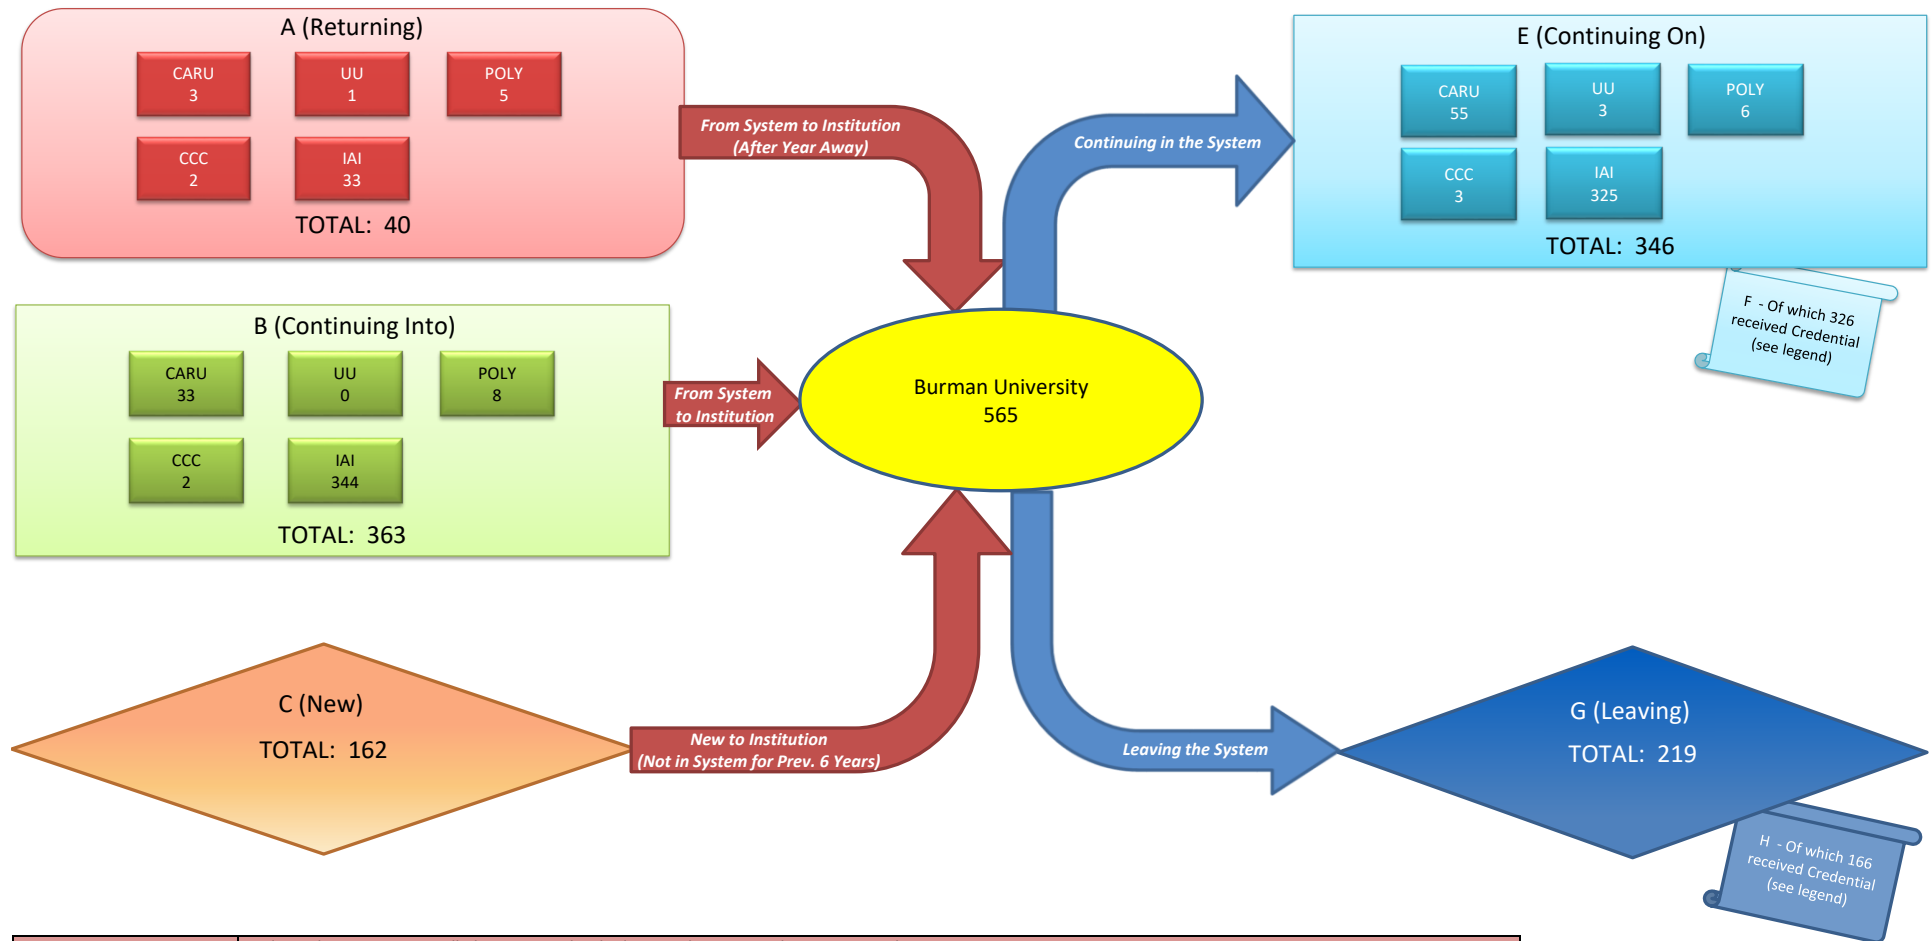 A (Returning)
CARU
3
UU
1
POLY
5
CCC
2
IAI
33
TOTAL: 40
From System to Institution
(After Year Away)
Continuing in the System
E (Continuing On)
CARU
55
UU
3
POLY
6
CCC
3
IAI
325
TOTAL: 346
F - Of which 326
received Credential
(see legend)
B (Continuing Into)
CARU
33
UU
0
POLY
8
CCC
2
IAI
344
TOTAL: 363
From System
to Institution
Burman University
565
C (New)
TOTAL: 162
New to Institution
(Not in System for Prev. 6 Years)
Leaving the System
G (Leaving)
TOTAL: 219
H - Of which 166
received Credential
(see legend)